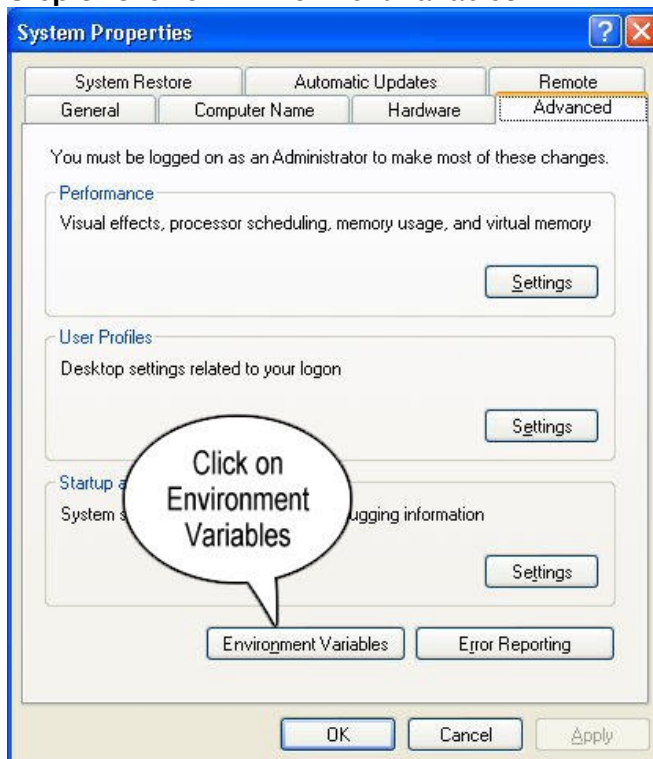 System Properties
System Restore Automatic Updates Remote
General Computer Name Hardware Advanced
You must be logged on as an Administrator to make most of these changes.
Performance
Visual effects, processor scheduling, memory usage, and virtual memory
Settings
User Profiles
Desktop settings related to your logon
Settings
Click on
Environment
Variables
Startup
System ugging information
Settings
Environment Variables Error Reporting
OK Cancel Apply